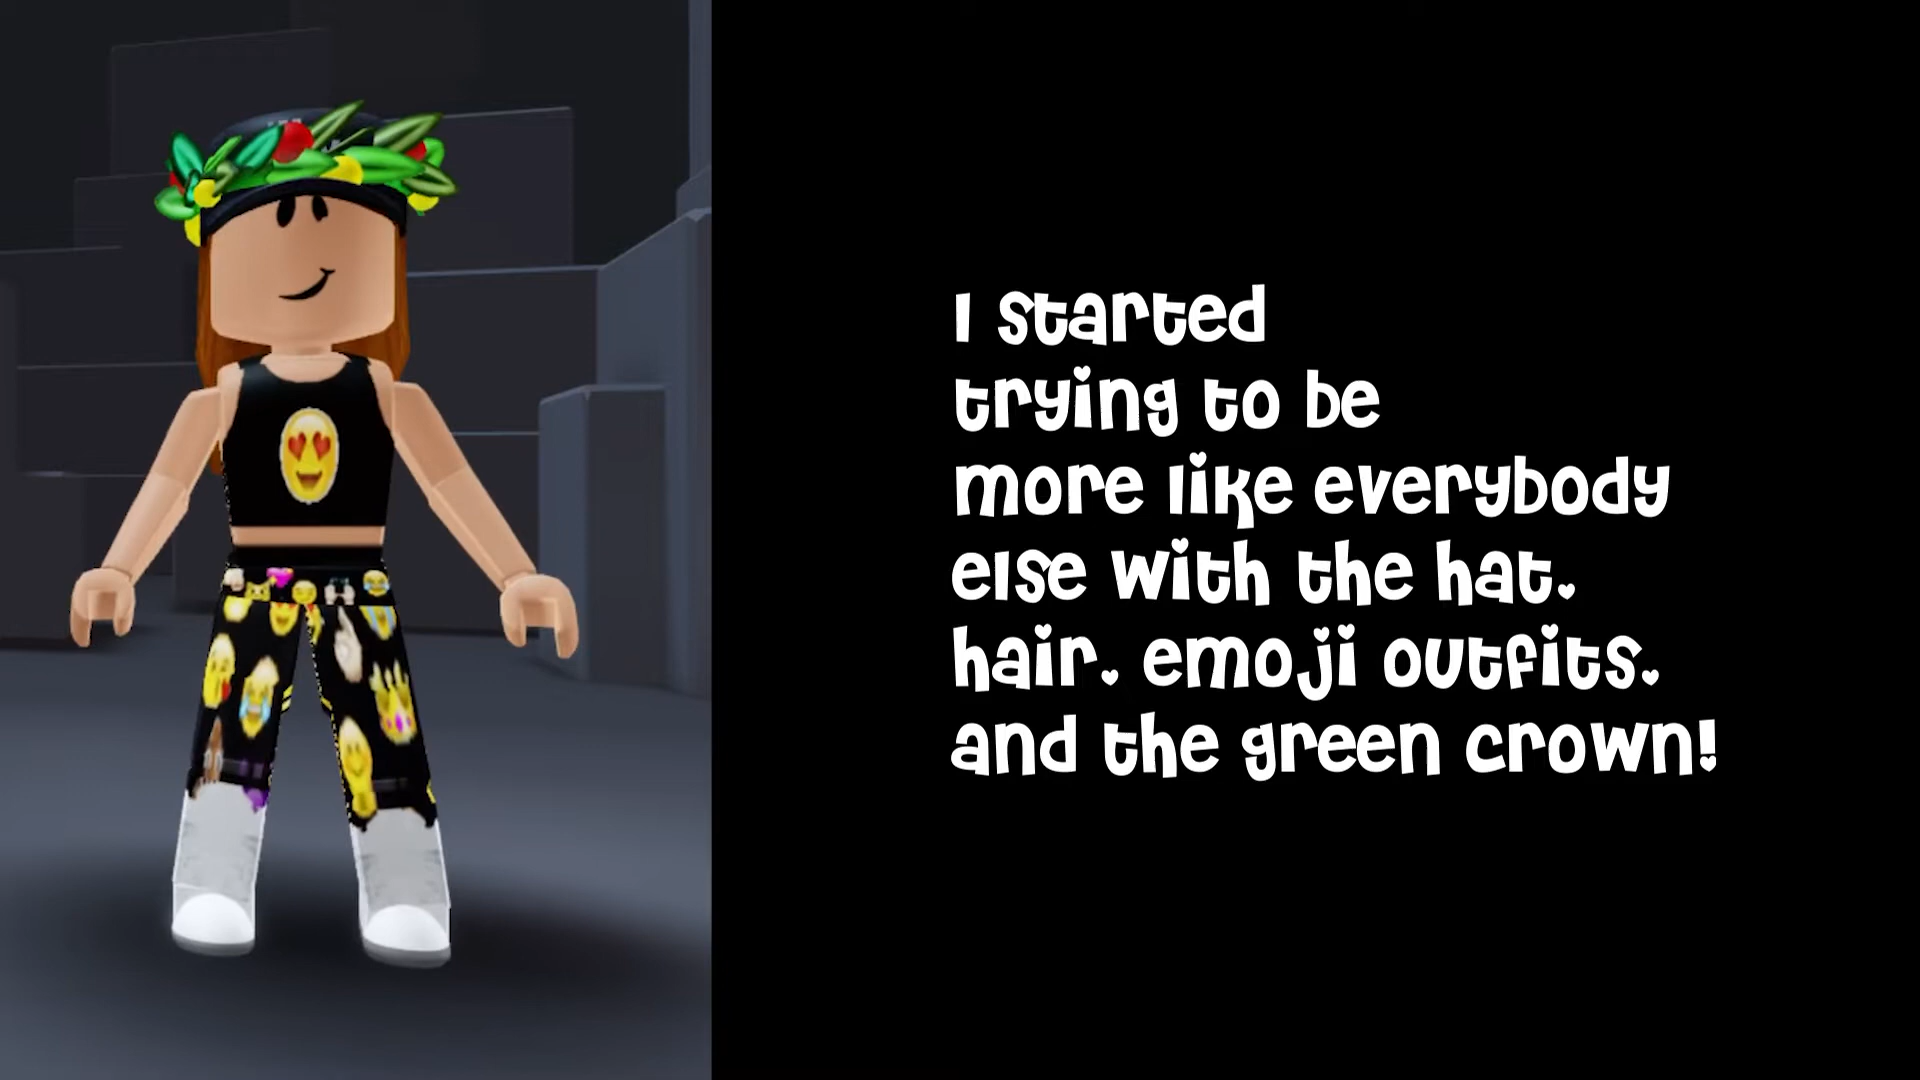 I started
trying to be
more like everybody
else with the hat,
hair, emoji outfits,
and the green crown!